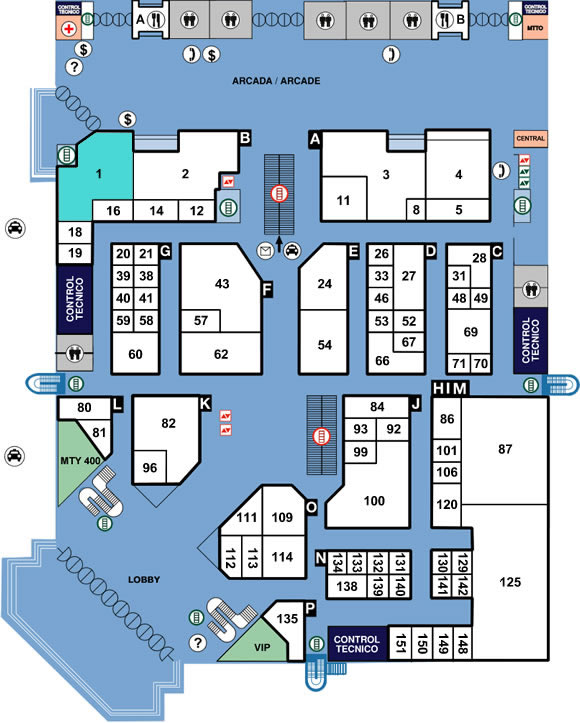 CONTROL
TECNICO
A
B
CONTROL
TECNICO
MTTO
$
?
$
ARCADA / ARCADE
$
B
A
CENTRAL
1
2
3
4
11
16
14
12
8
5
18
19
G
F
E
D
C
20
21
39
38
40
41
59
58
60
43
57
62
24
54
26
33
27
46
53
52
67
66
28
31
48
49
69
71
70
CONTROL
TECNICO
CONTROL
TECNICO
L
K
J
H I M
80
81
MTY 400
82
96
84
93
92
99
100
86
101
106
120
87
125
O
111
109
112
113
114
N
134
133
132
131
138
139
140
130
129
141
142
LOBBY
P
135
?
VIP
CONTROL
TECNICO
151
150
149
148